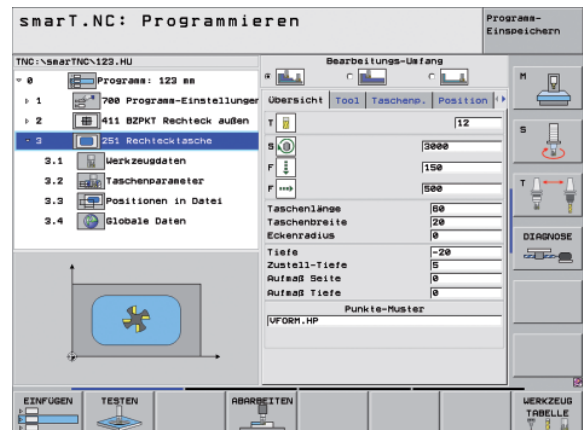 smarT.NC: Programmieren
Programm-
Einspeichern
TNC:\smarTNC\123.HU
0 Programm: 123 mm
1 700 Programm-Einstellunger
2 411 BZPKT Rechteck außen
3 251 Rechtecktasche
3.1 Werkzeugdaten
3.2 Taschenparameter
3.3 Positionen in Datei
3.4 Globale Daten
Bearbeitungs-Umfang
Übersicht Tool Taschenp. Position
T 12
S 3000
F 150
F 500
Taschenlänge 60
Taschenbreite 20
Eckenradius 0
Tiefe -20
Zustell-Tiefe 5
Aufmaß Seite 0
Aufmaß Tiefe 0
Punkte-Muster
VFORM.HP
M
S
T
DIAGNOSE
EINFÜGEN
TESTEN
ABARBEITEN
WERKZEUG
TABELLE